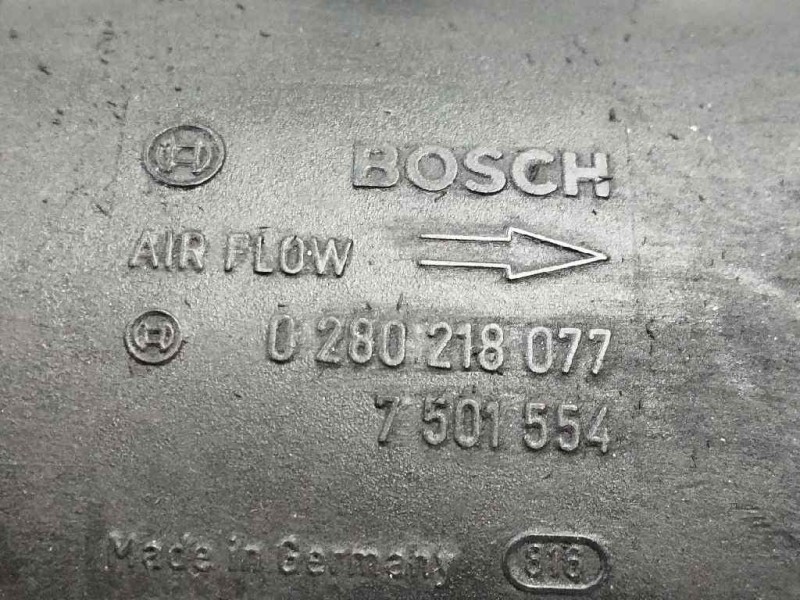 BOSCH
AIR FLOW
0 280 218 077
7 501 554
Made in Germany 816